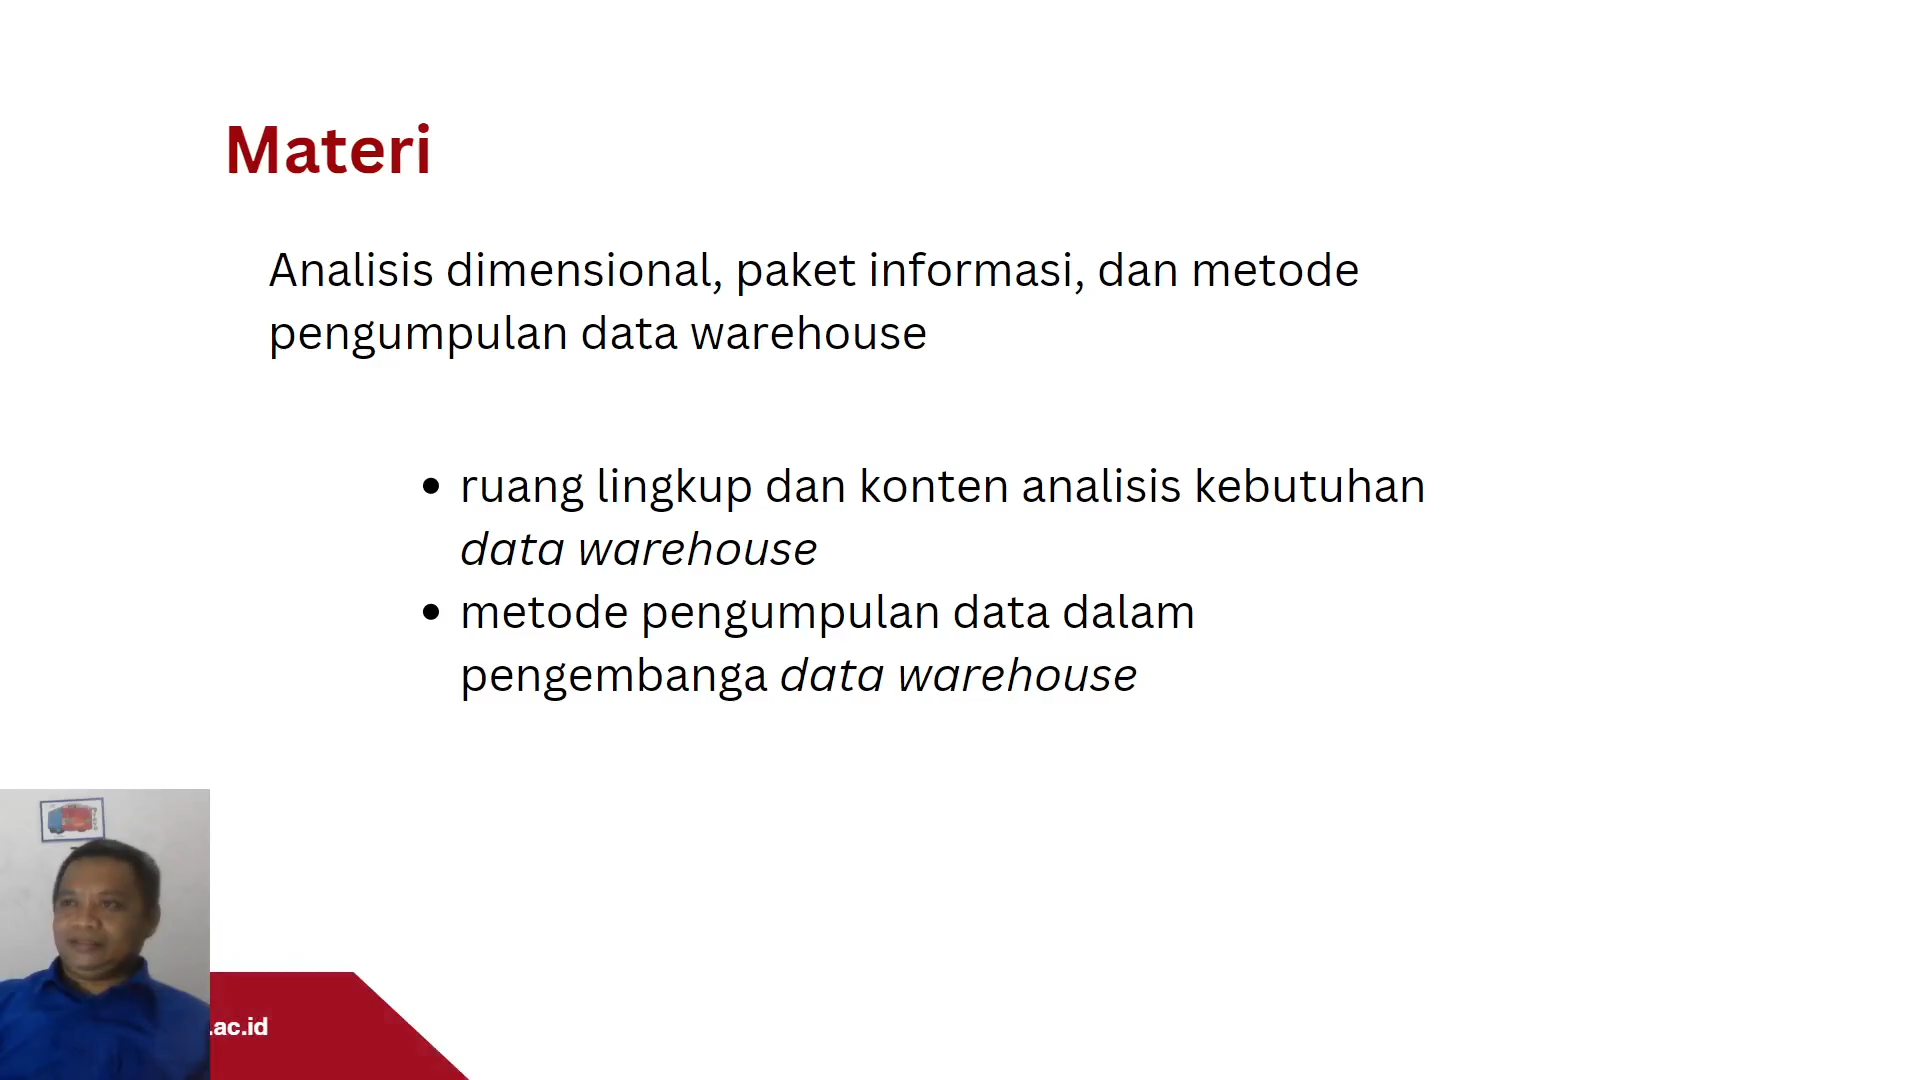 Materi
Analisis dimensional, paket informasi, dan metode
pengumpulan data warehouse
• ruang lingkup dan konten analisis kebutuhan
data warehouse
• metode pengumpulan data dalam
pengembanga data warehouse
.ac.id